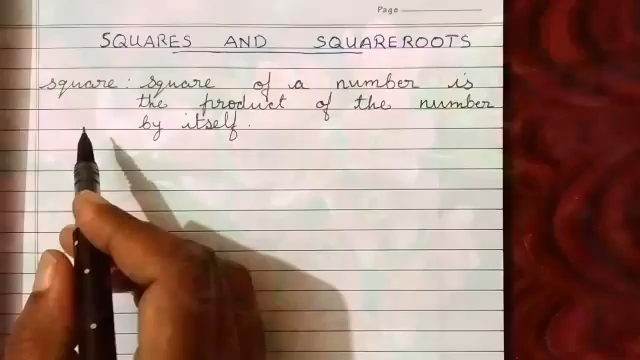 Page
SQUARES AND SQUAREROOTS
square: square of a number is
the product of the number
by itself.